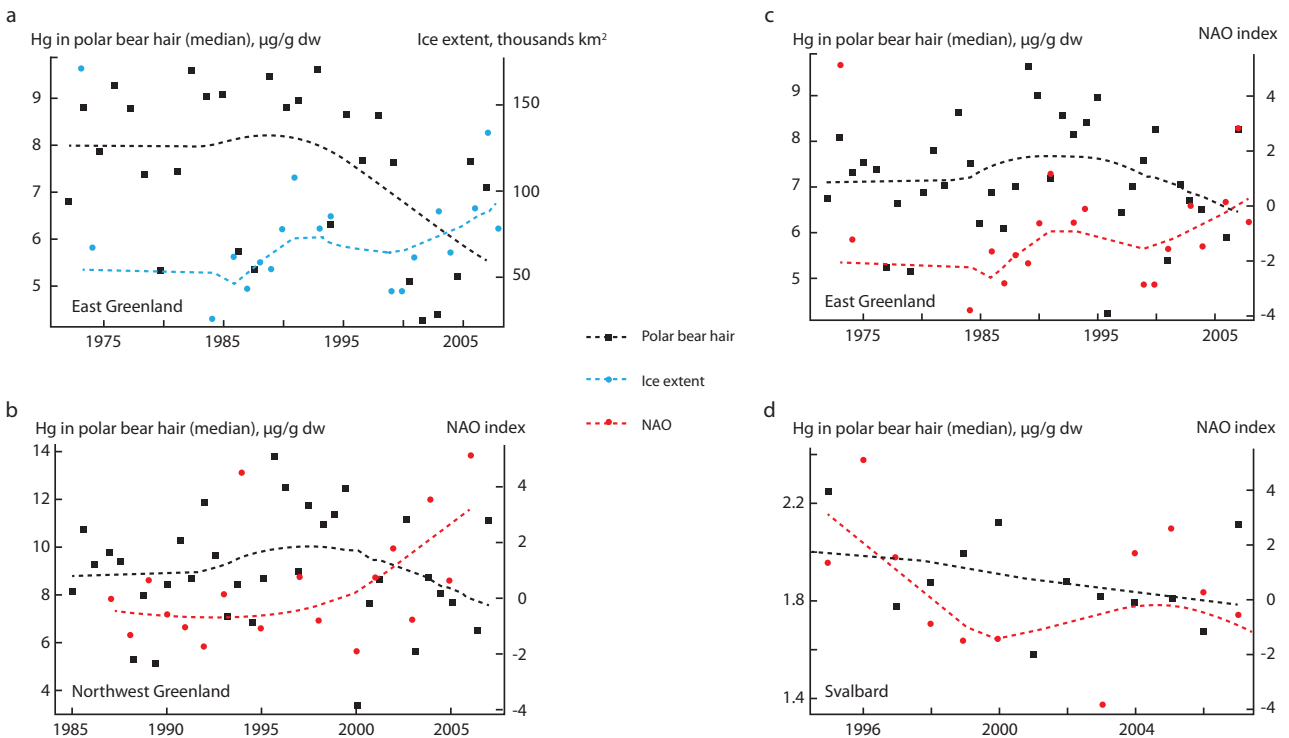 a
Hg in polar bear hair (median), µg/g dw
Ice extent, thousands km²
9
8
7
6
5
150
100
50
East Greenland
1975
1985
1995
2005
c
Hg in polar bear hair (median), µg/g dw
NAO index
9
8
7
6
5
4
2
0
-2
-4
East Greenland
1975
1985
1995
2005
Polar bear hair
Ice extent
NAO
b
Hg in polar bear hair (median), µg/g dw
NAO index
14
12
10
8
6
4
4
2
0
-2
-4
Northwest Greenland
1985
1990
1995
2000
2005
d
Hg in polar bear hair (median), µg/g dw
NAO index
2.2
1.8
1.4
4
2
0
-2
-4
Svalbard
1996
2000
2004